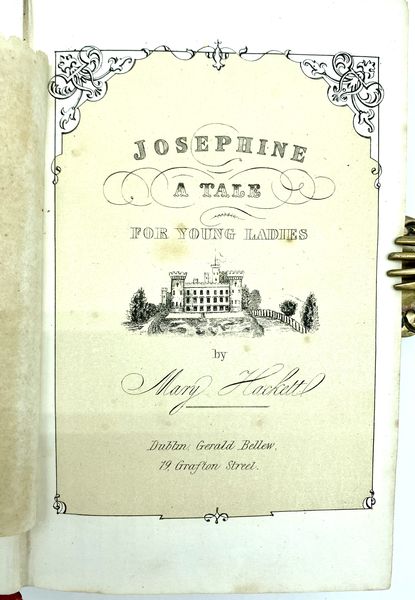 JOSEPHINE
A TALE
FOR YOUNG LADIES
by
Mary Hackett
Dublin: Gerald Bellew,
79, Grafton Street.